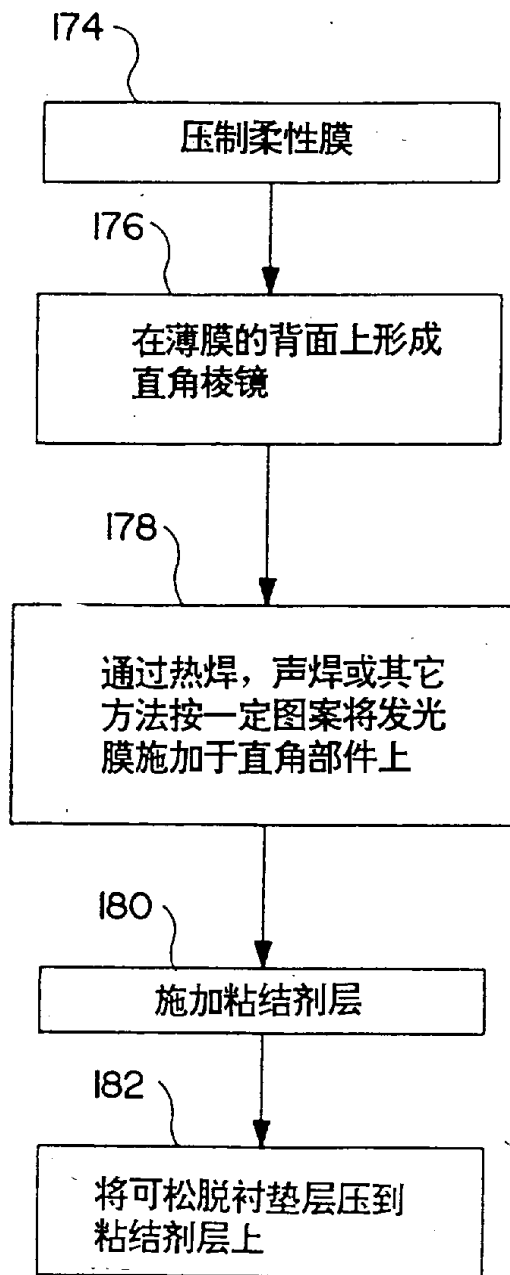 174
压制柔性膜
176
在薄膜的背面上形成
直角棱镜
178
通过热焊，声焊或其它
方法按一定图案将发光
膜施加于直角部件上
180
施加粘结剂层
182
将可松脱衬垫层压到
粘结剂层上